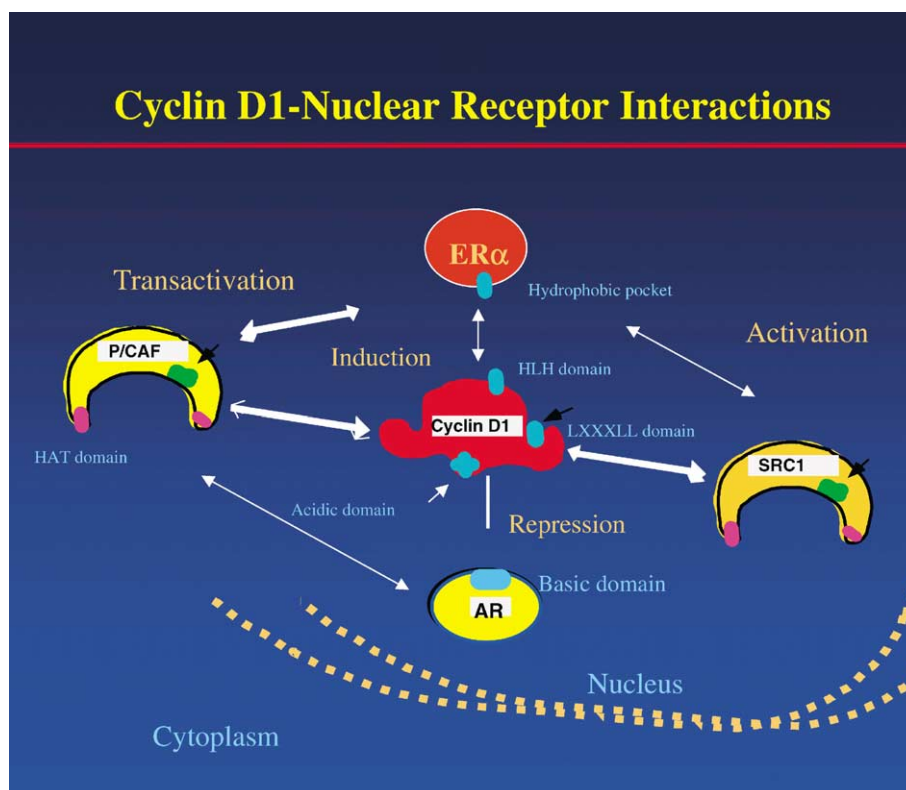 Cyclin D1-Nuclear Receptor Interactions
ERα
Transactivation
Hydrophobic pocket
Activation
P/CAF
Induction
HLH domain
Cyclin D1
LXXXLL domain
HAT domain
SRC1
Acidic domain
Repression
Basic domain
AR
Nucleus
Cytoplasm